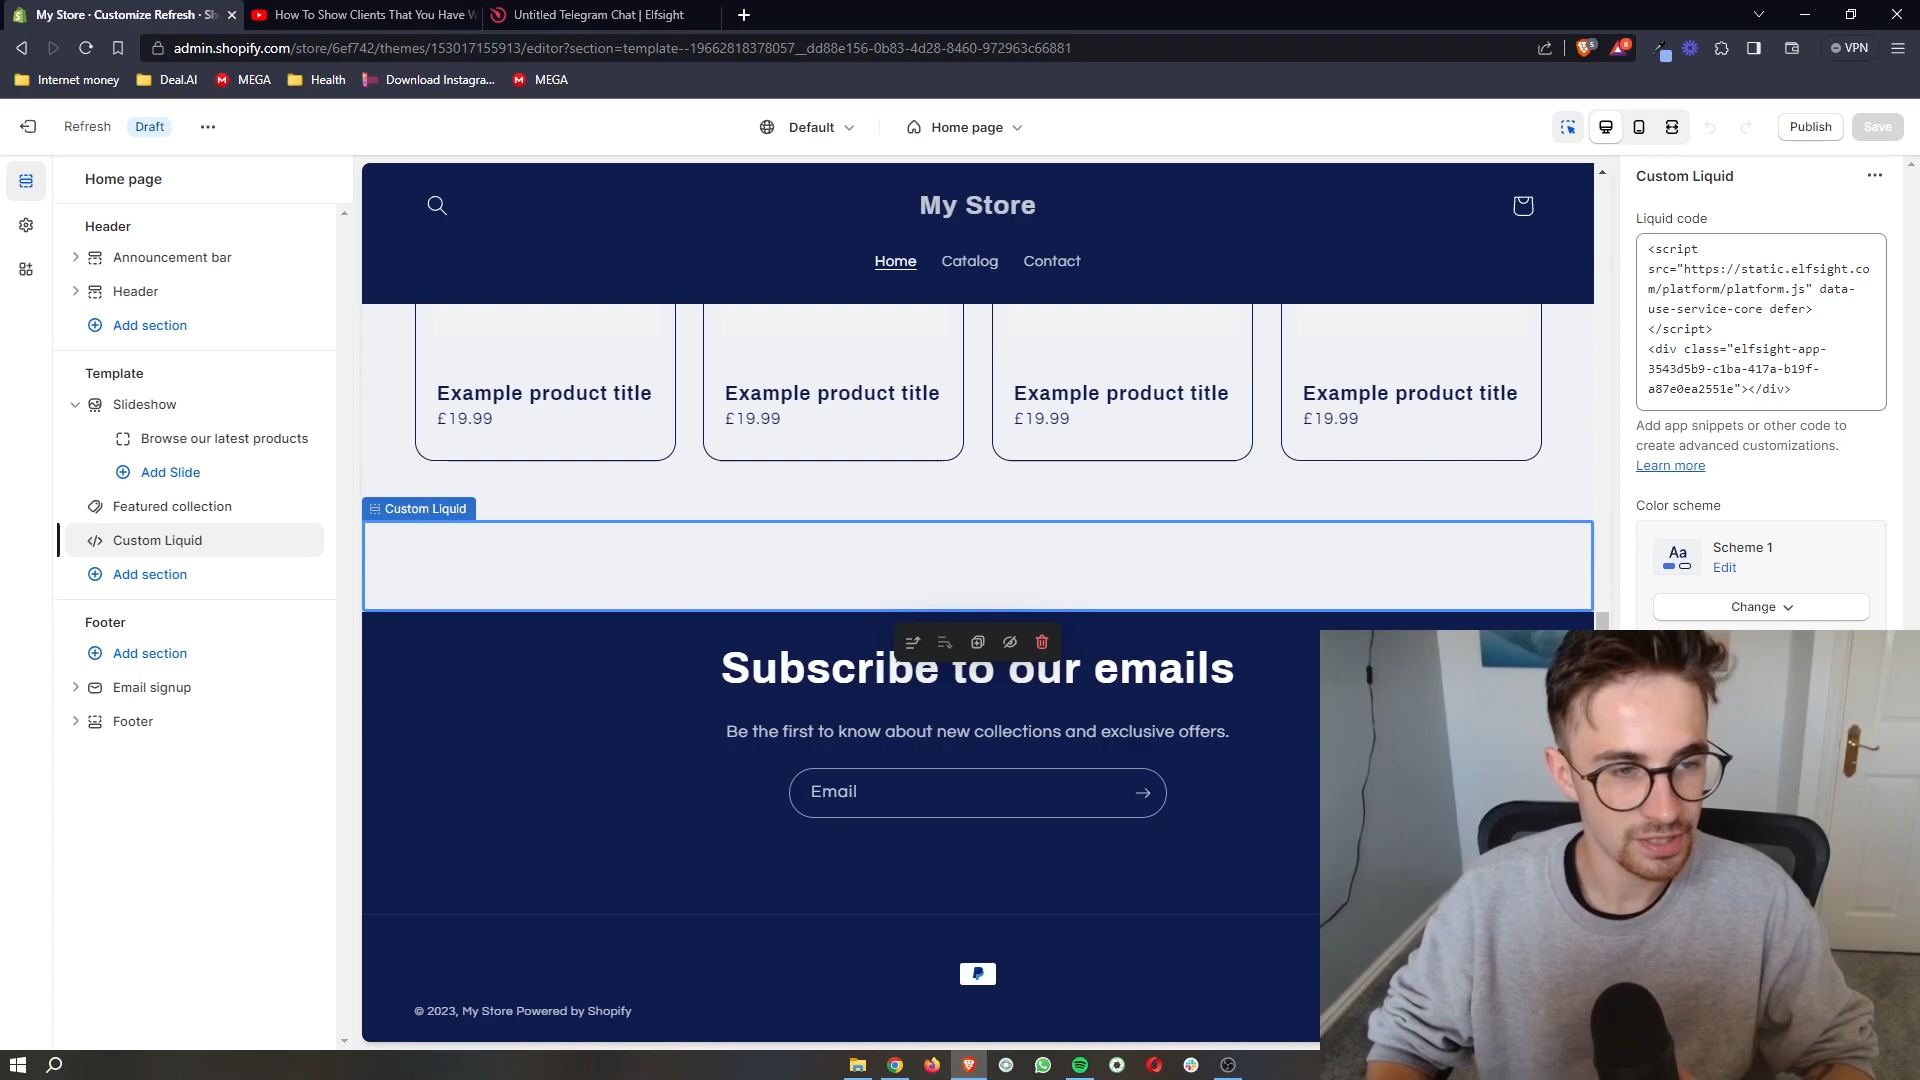 My Store · Customize Refresh · Sh
How To Show Clients That You Have W
Untitled Telegram Chat | Elfsight
admin.shopify.com/store/6ef742/themes/153017155913/editor?section=template--19662818378057__dd88e156-0b83-4d28-8460-972963c66881
5
8
VPN
Internet money
Deal.AI
MEGA
Health
Download Instagra...
MEGA
Refresh
Draft
Default
Home page
Publish
Save
Home page
Header
Announcement bar
Header
Add section
Template
Slideshow
Browse our latest products
Add Slide
Featured collection
Custom Liquid
Add section
Footer
Add section
Email signup
Footer
My Store
Home
Catalog
Contact
Example product title
£19.99
Example product title
£19.99
Example product title
£19.99
Example product title
£19.99
Custom Liquid
Subscribe to our emails
Be the first to know about new collections and exclusive offers.
Email
© 2023, My Store Powered by Shopify
Custom Liquid
Liquid code
<script
src="https://static.elfsight.co
m/platform/platform.js" data-
use-service-core defer>
</script>
<div class="elfsight-app-
3543d5b9-c1ba-417a-b19f-
a87e0ea2551e"></div>
Add app snippets or other code to
create advanced customizations.
Learn more
Color scheme
Aa
Scheme 1
Edit
Change